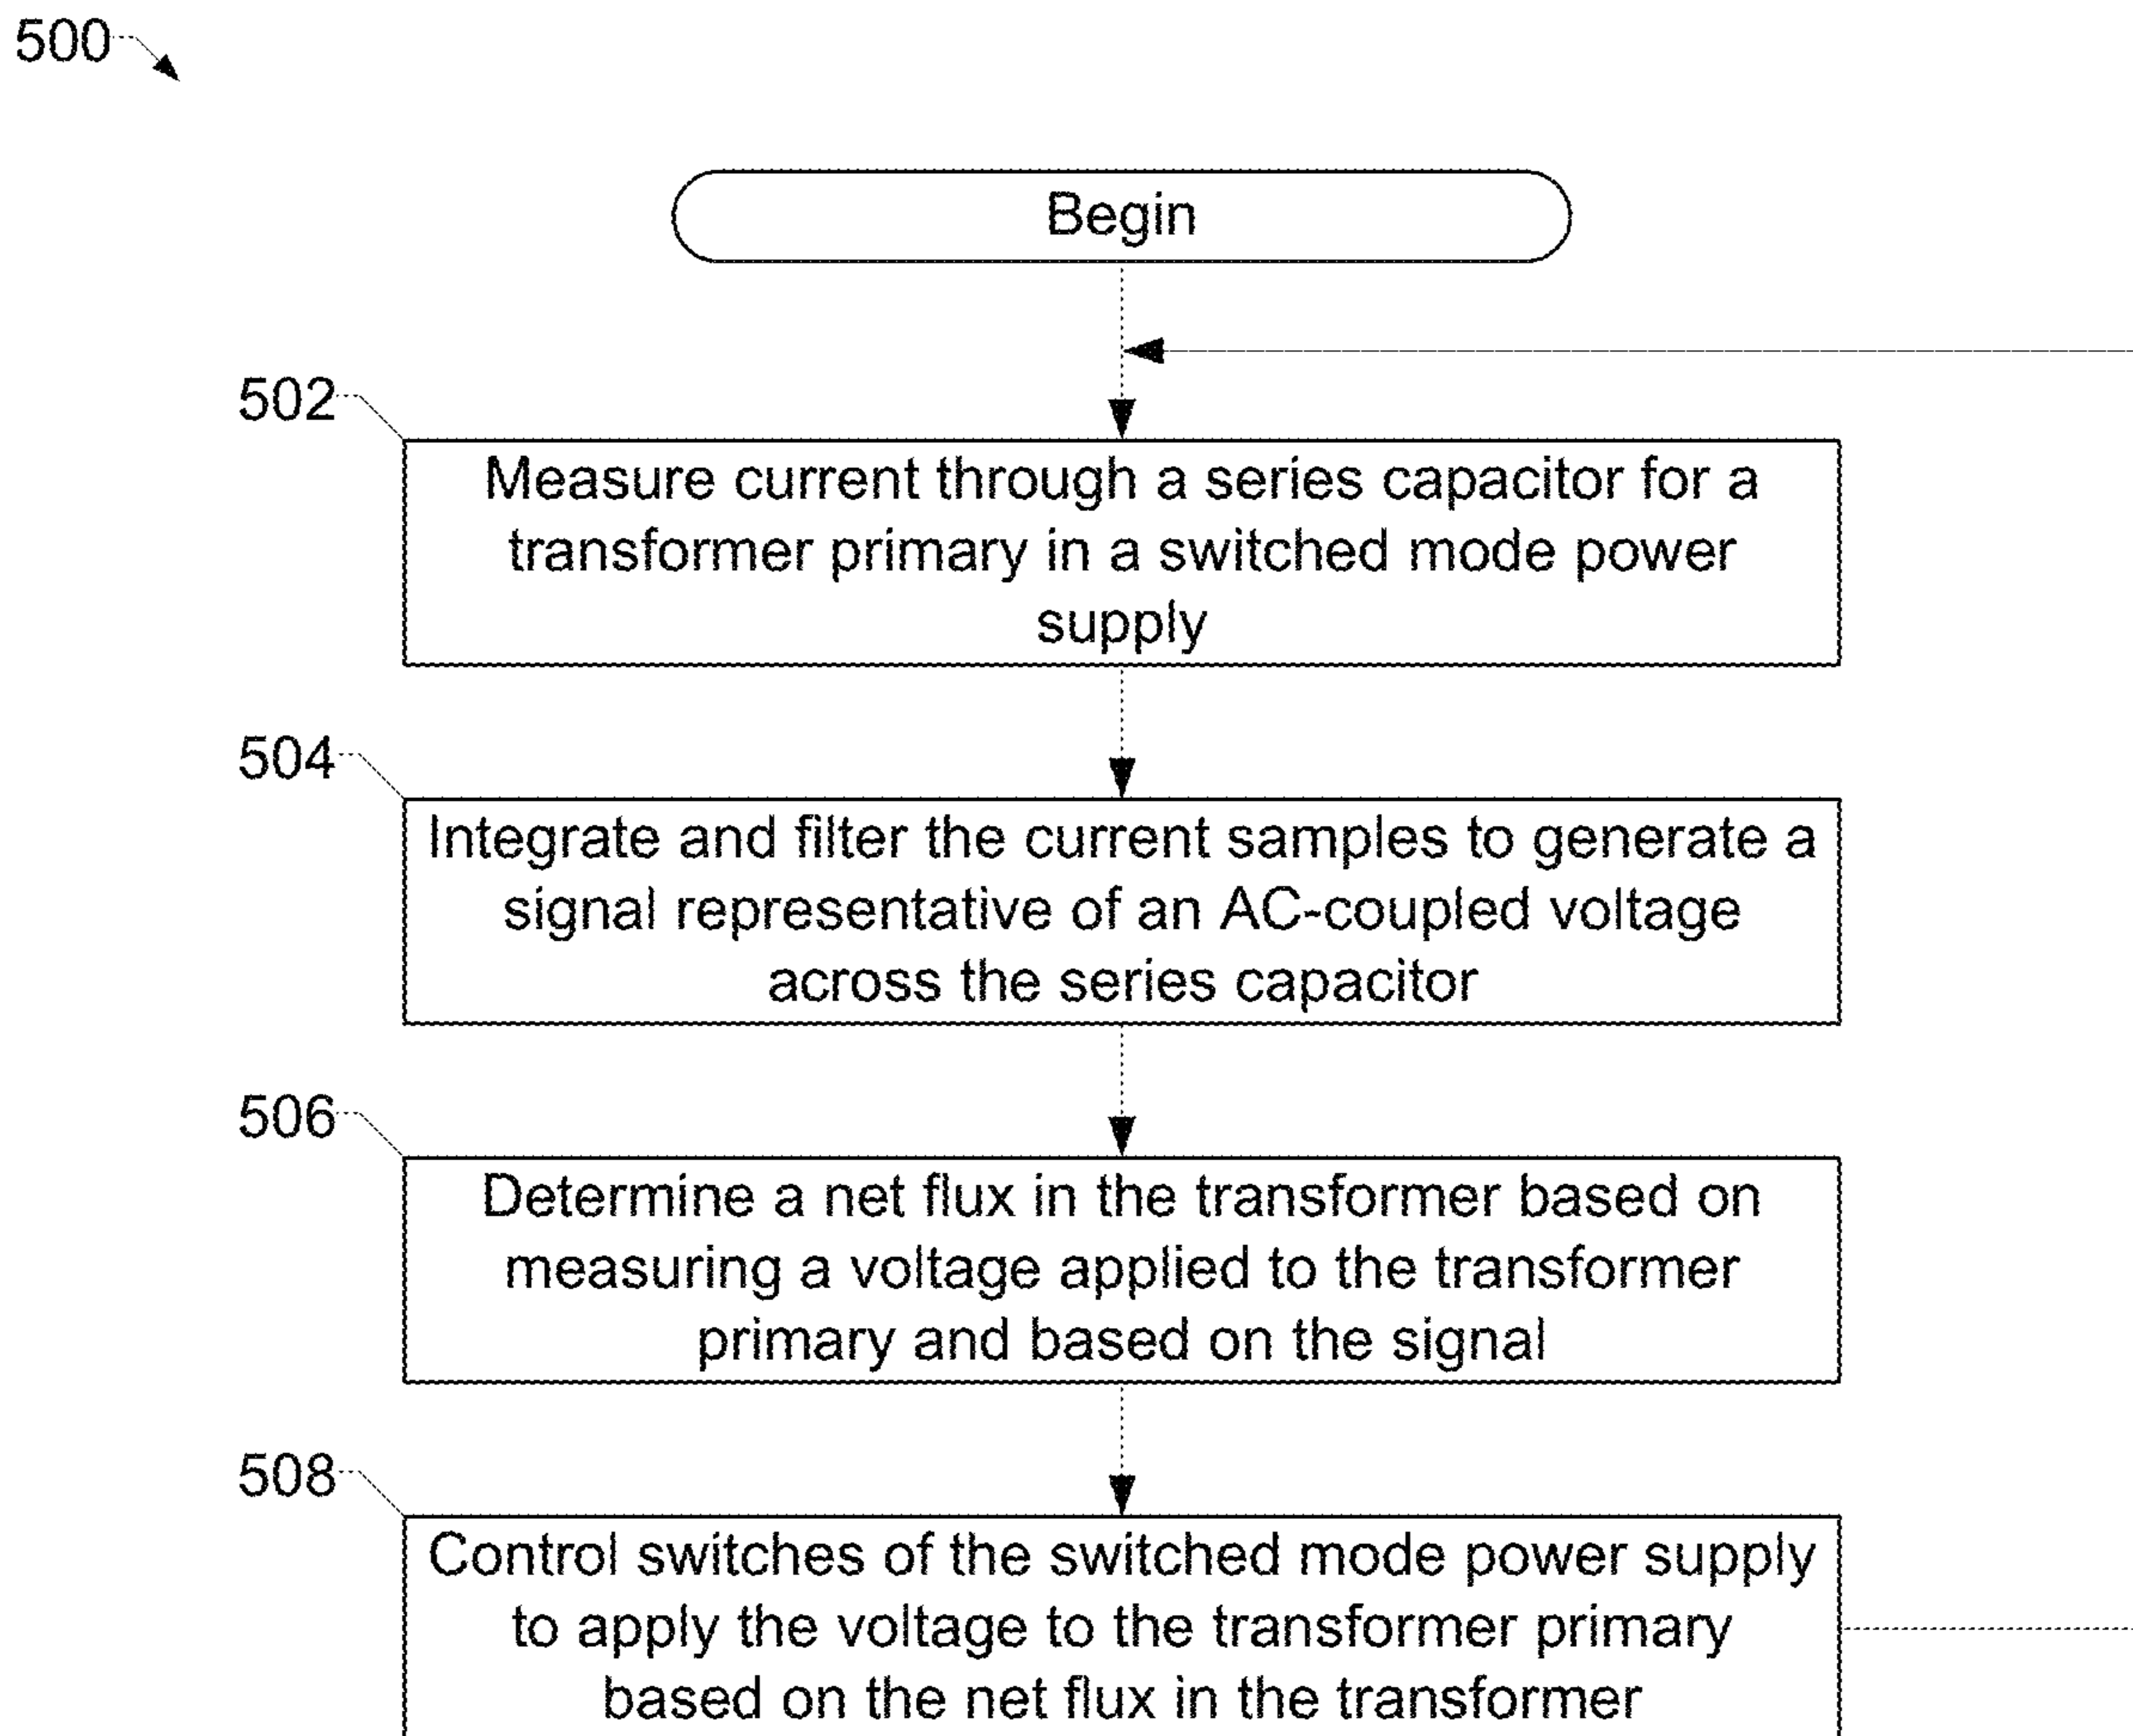 500
Begin
502
Measure current through a series capacitor for a
transformer primary in a switched mode power
supply
504
Integrate and filter the current samples to generate a
signal representative of an AC-coupled voltage
across the series capacitor
506
Determine a net flux in the transformer based on
measuring a voltage applied to the transformer
primary and based on the signal
508
Control switches of the switched mode power supply
to apply the voltage to the transformer primary
based on the net flux in the transformer